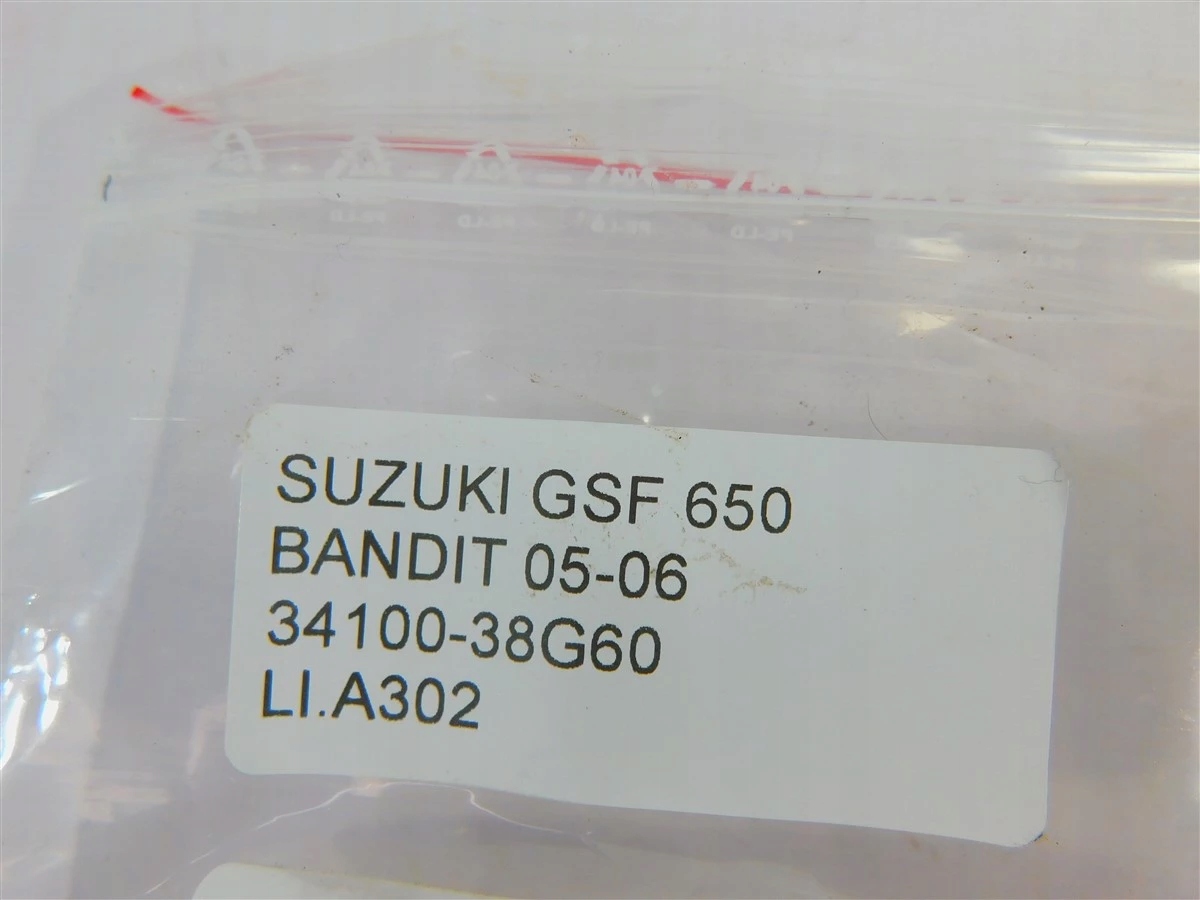 SUZUKI GSF 650
BANDIT 05-06
34100-38G60
LI.A302